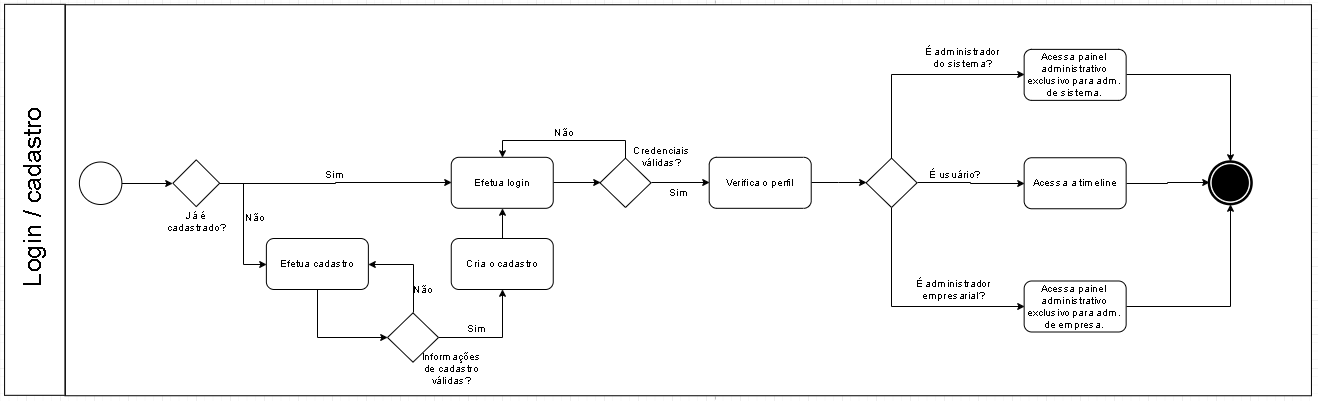 Login / cadastro
Já é
cadastrado?
Sim
Não
Efetua cadastro
Não
Informações
de cadastro
válidas?
Sim
Cria o cadastro
Efetua login
Não
Credenciais
válidas?
Sim
Verifica o perfil
É administrador
do sistema?
Acessa painel
administrativo
exclusivo para adm.
de sistema.
É usuário?
Acessa a timeline
É administrador
empresarial?
Acessa painel
administrativo
exclusivo para adm.
de empresa.